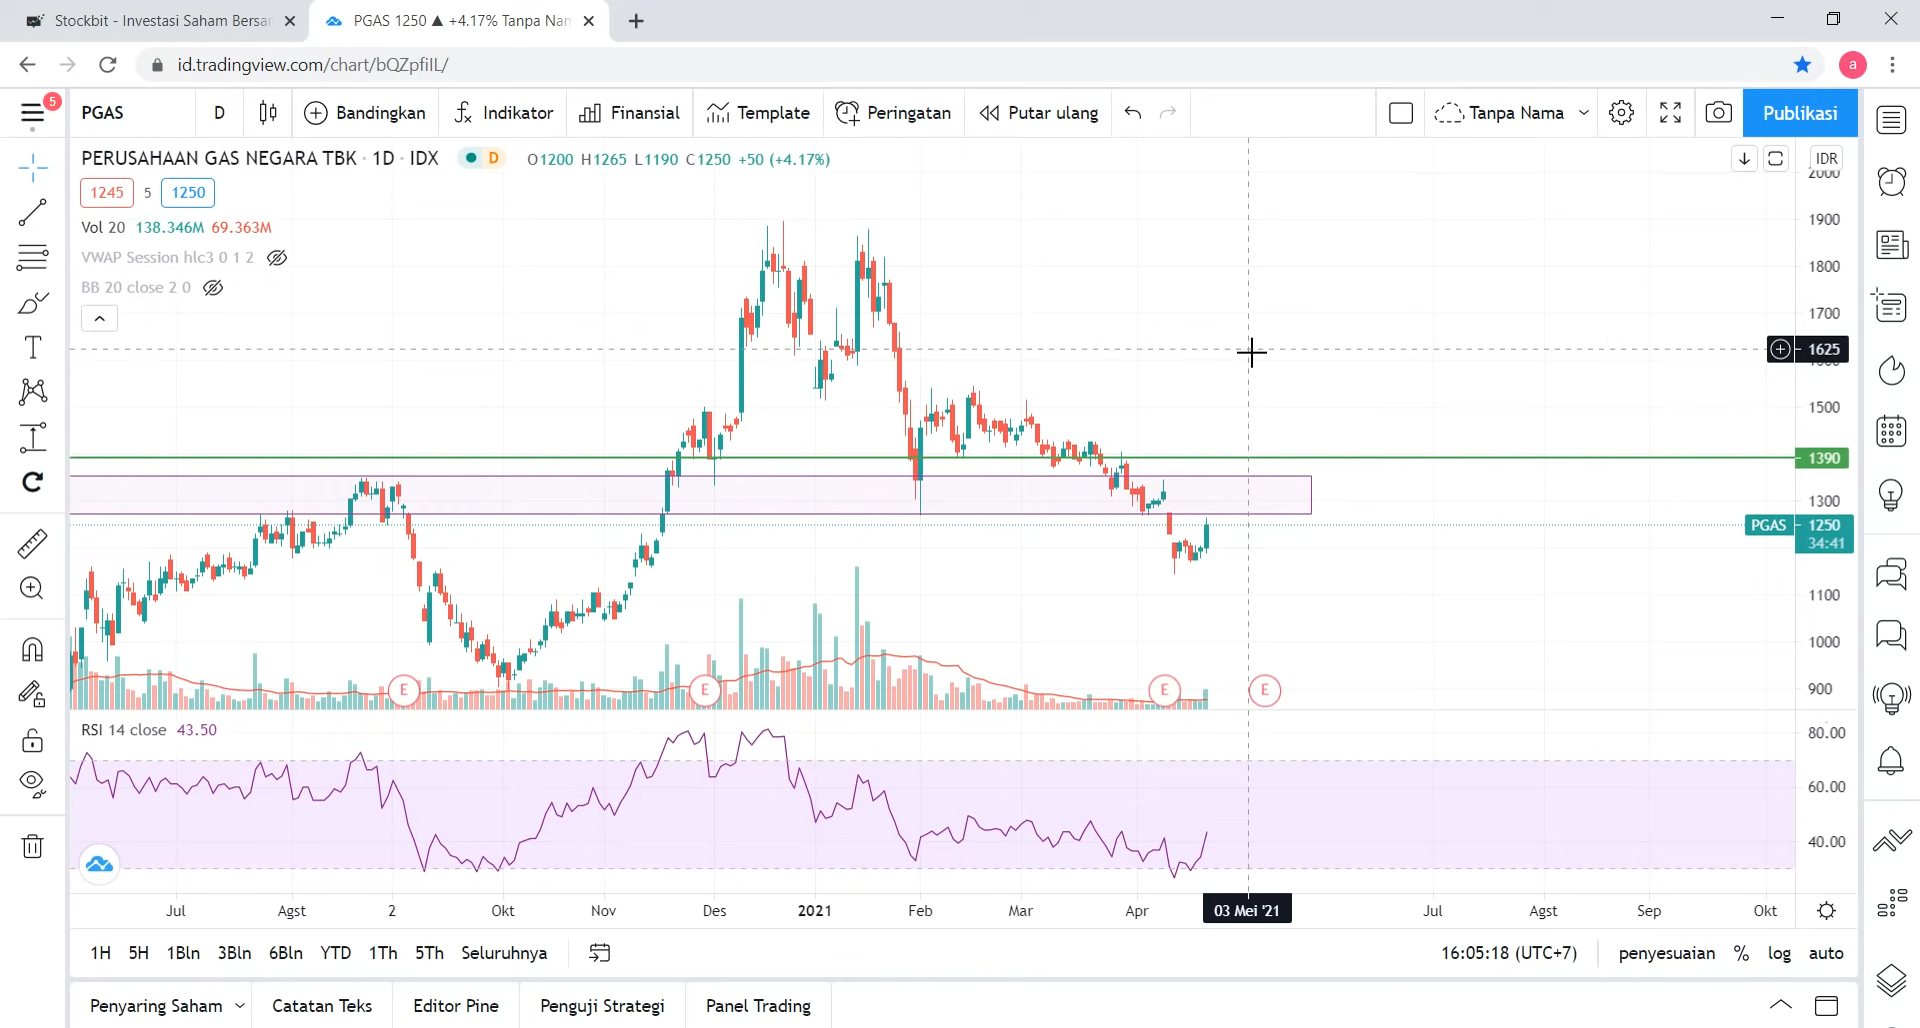 Stockbit - Investasi Saham Bersan
PGAS 1250 ▲ +4.17% Tanpa Nan
id.tradingview.com/chart/bQZpfiIL/
a
5
PGAS D Bandingkan Indikator Finansial Template Peringatan Putar ulang Tanpa Nama Publikasi
PERUSAHAAN GAS NEGARA TBK · 1D · IDX D O1200 H1265 L1190 C1250 +50 (+4.17%)
IDR
1245 5 1250
Vol 20 138.346M 69.363M
VWAP Session hlc3 0 1 2
BB 20 close 2 0
2000
1900
1800
1700
1625
1500
1390
1300
PGAS 1250
34:41
1100
1000
900
E E E E
RSI 14 close 43.50
80.00
60.00
40.00
Jul Agst 2 Okt Nov Des 2021 Feb Mar Apr 03 Mei '21 Jul Agst Sep Okt
1H 5H 1Bln 3Bln 6Bln YTD 1Th 5Th Seluruhnya 16:05:18 (UTC+7) penyesuaian % log auto
Penyaring Saham Catatan Teks Editor Pine Penguji Strategi Panel Trading